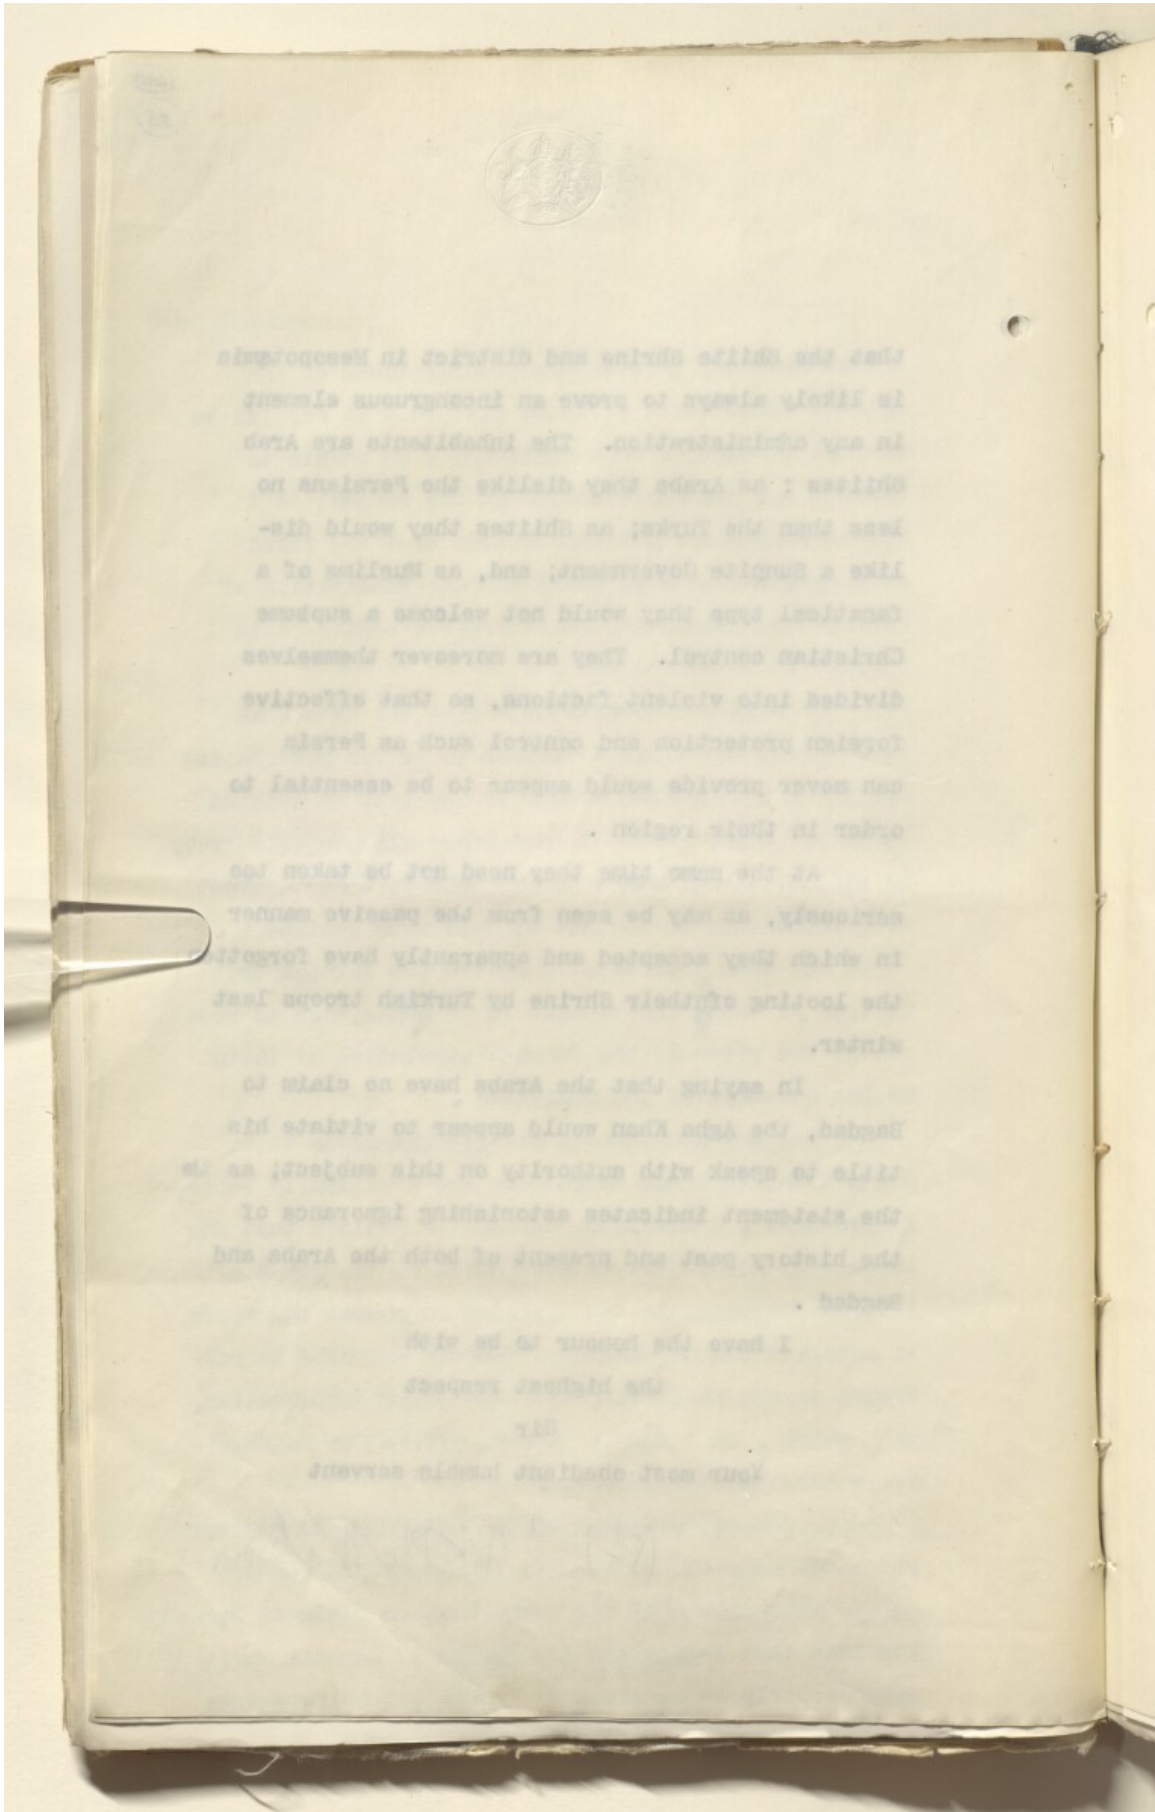 that the Shiite Shrine and district in Mesopotamia
is likely always to prove an incongruous element
in any administration. The inhabitants are Arab
Shiites : as Arabs they dislike the Persians no
less than the Turks; as Shiites they would dis-
like a Sunnite Government; and, as Muslims of a
fanatical type they would not welcome a supteme
Christian control. They are moreover themselves
divided into violent factions, so that effective
foreign protection and control such as Persia
can never provide would appear to be essential to
order in their region .
At the same time they need not be taken too
seriously, as may be seen from the passive manner
in which they accepted and apparently have forgotten
the looting of their Shrine by Turkish troops last
winter.
In saying that the Arabs have no claim to
Bagdad, the Agha Khan would appear to vitiate his
title to speak with authority on this subject; as th
the statement indicates astonishing ignorance of
the history past and present of both the Arabs and
Bagdad .
I have the honour to be with
the highest respect
Sir
Your most obedient humble servant